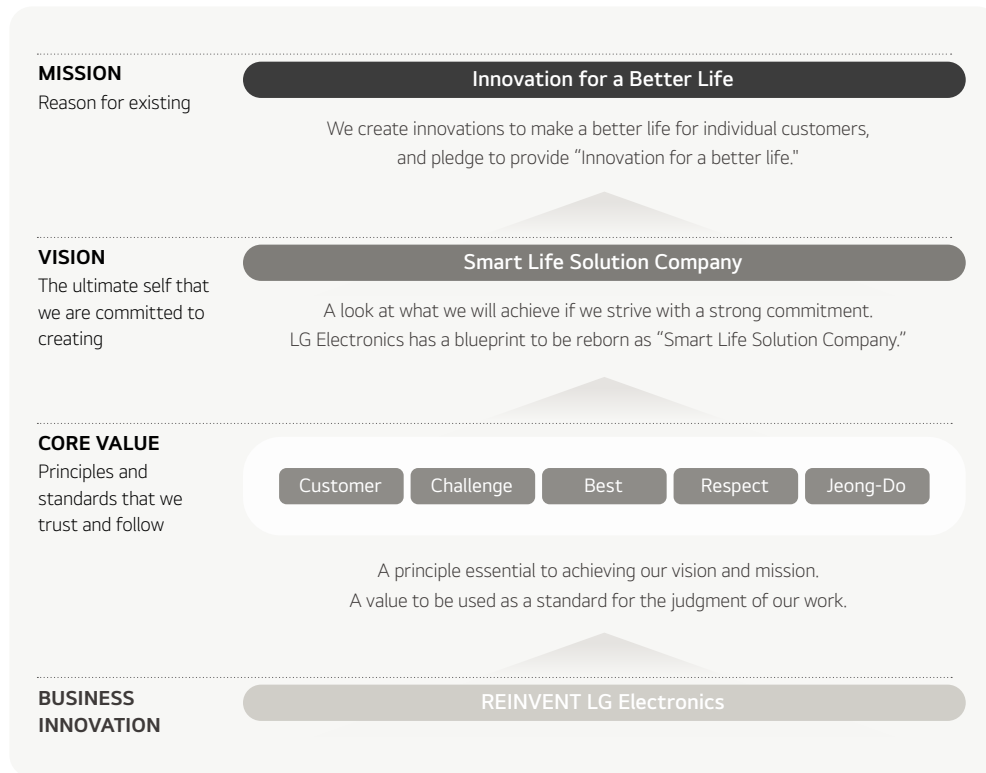 MISSION
Reason for existing
Innovation for a Better Life
We create innovations to make a better life for individual customers,
and pledge to provide “Innovation for a better life."
VISION
The ultimate self that
we are committed to
creating
Smart Life Solution Company
A look at what we will achieve if we strive with a strong commitment.
LG Electronics has a blueprint to be reborn as “Smart Life Solution Company.”
CORE VALUE
Principles and
standards that we
trust and follow
Customer Challenge Best Respect Jeong-Do
A principle essential to achieving our vision and mission.
A value to be used as a standard for the judgment of our work.
BUSINESS
INNOVATION
REINVENT LG Electronics